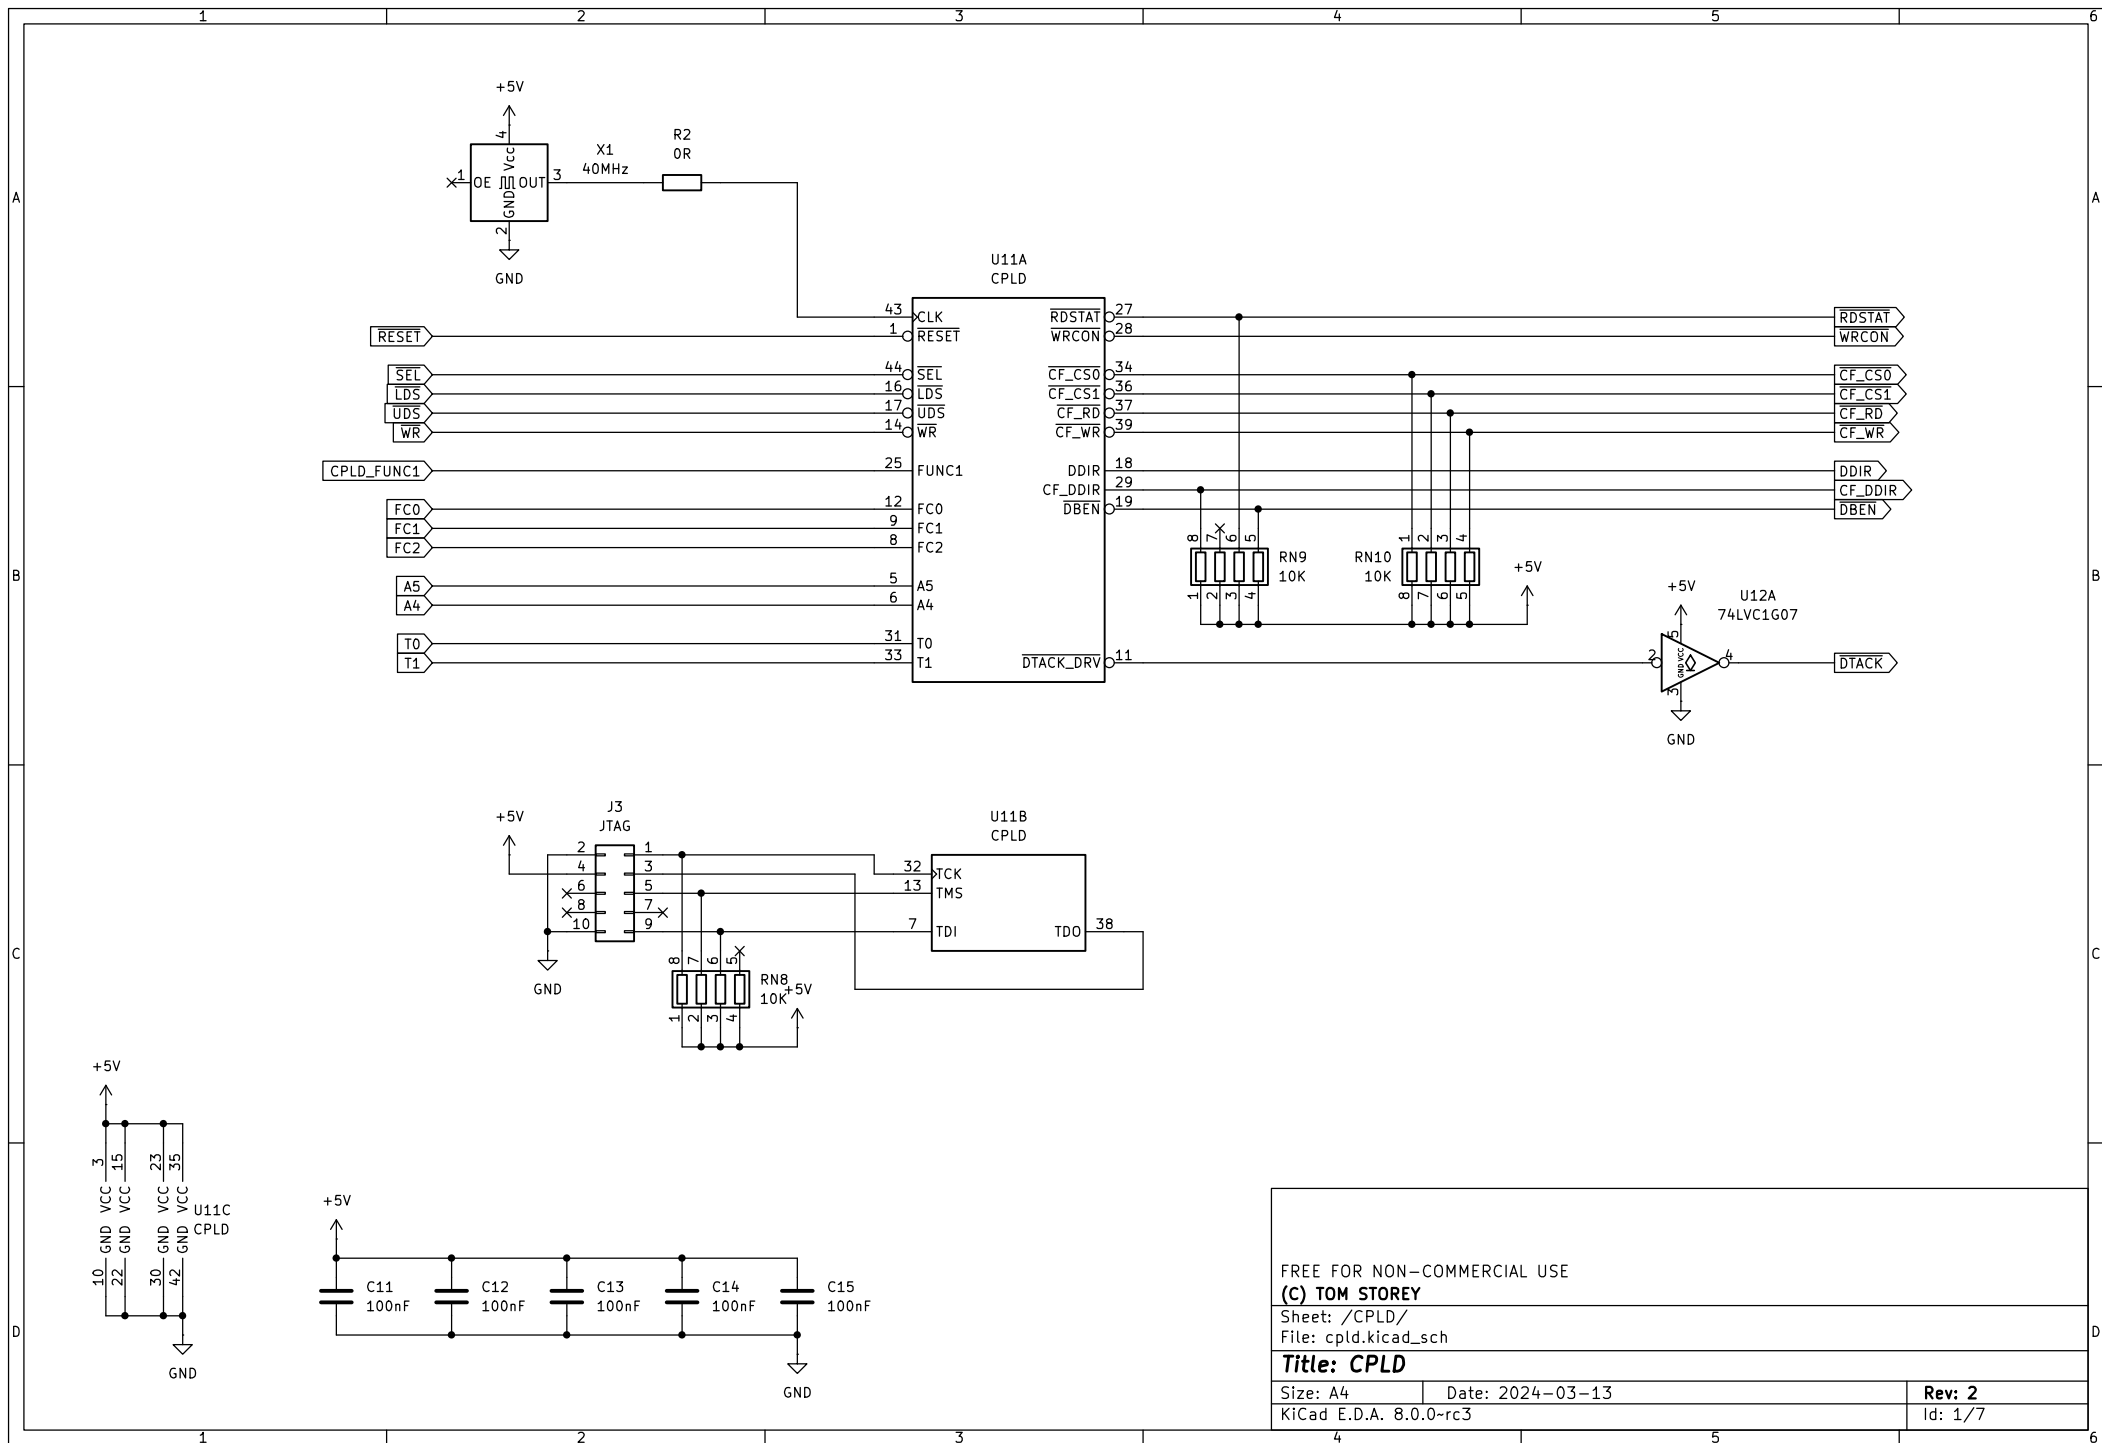 1 2 3 4 5 6
A A
B B
C C
D D
+5V
4
Vcc
1 OE OUT 3
GND
2
GND
X1
40MHz
R2
0R
U11A
CPLD
43 CLK
1 RESET
44 SEL
16 LDS
17 UDS
14 WR
25 FUNC1
12 FC0
9 FC1
8 FC2
5 A5
6 A4
31 T0
33 T1
RDSTAT 27
WRCON 28
CF_CS0 34
CF_CS1 36
CF_RD 37
CF_WR 39
DDIR 18
CF_DDIR 29
DBEN 19
DTACK_DRV 11
RESET
SEL
LDS
UDS
WR
CPLD_FUNC1
FC0
FC1
FC2
A5
A4
T0
T1
RDSTAT
WRCON
CF_CS0
CF_CS1
CF_RD
CF_WR
DDIR
CF_DDIR
DBEN
8 7 6 5
RN9
10K
1 2 3 4
1 2 3 4
RN10
10K
8 7 6 5
+5V
+5V
U12A
74LVC1G07
5
VCC
2 4
GND
3
GND
DTACK
J3
JTAG
+5V
2 1
4 3
6 5
8 7
10 9
GND
U11B
CPLD
32 TCK
13 TMS
7 TDI
TDO 38
8 7 6 5
RN8
10K
+5V
1 2 3 4
+5V
3 15 23 35
VCC VCC VCC VCC
GND GND GND GND
10 22 30 42
U11C
CPLD
GND
+5V
C11
100nF
C12
100nF
C13
100nF
C14
100nF
C15
100nF
GND
FREE FOR NON-COMMERCIAL USE
(C) TOM STOREY
Sheet: /CPLD/
File: cpld.kicad_sch
Title: CPLD
Size: A4 Date: 2024-03-13 Rev: 2
KiCad E.D.A. 8.0.0~rc3 Id: 1/7
1 2 3 4 5 6